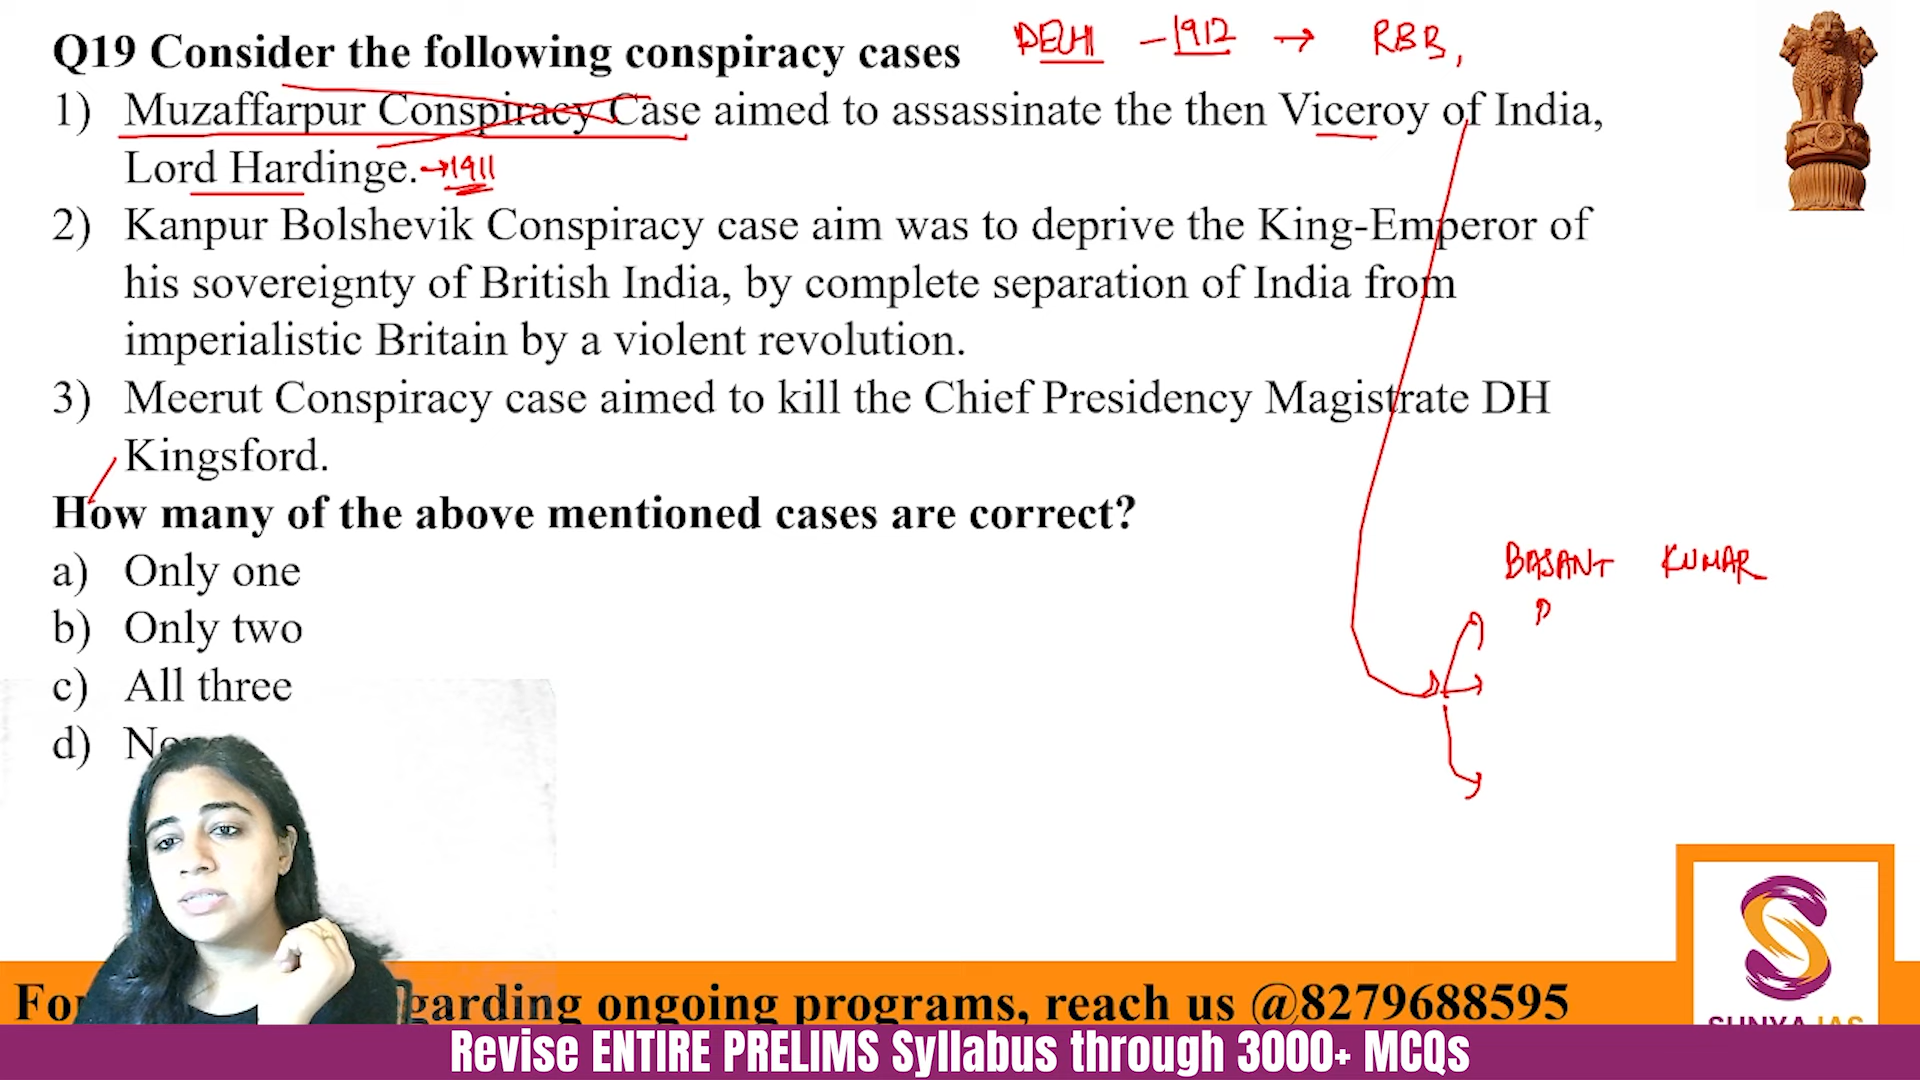 Q19 Consider the following conspiracy cases DELHI - 1912 → RBB,
1) Muzaffarpur Conspiracy Case aimed to assassinate the then Viceroy of India,
Lord Hardinge. → 1911
2) Kanpur Bolshevik Conspiracy case aim was to deprive the King-Emperor of
his sovereignty of British India, by complete separation of India from
imperialistic Britain by a violent revolution.
3) Meerut Conspiracy case aimed to kill the Chief Presidency Magistrate DH
Kingsford.
How many of the above mentioned cases are correct?
a) Only one
BASANT KUMAR
b) Only two
c) All three
d)
garding ongoing programs, reach us @8279688595
Revise ENTIRE PRELIMS Syllabus through 3000+ MCQs